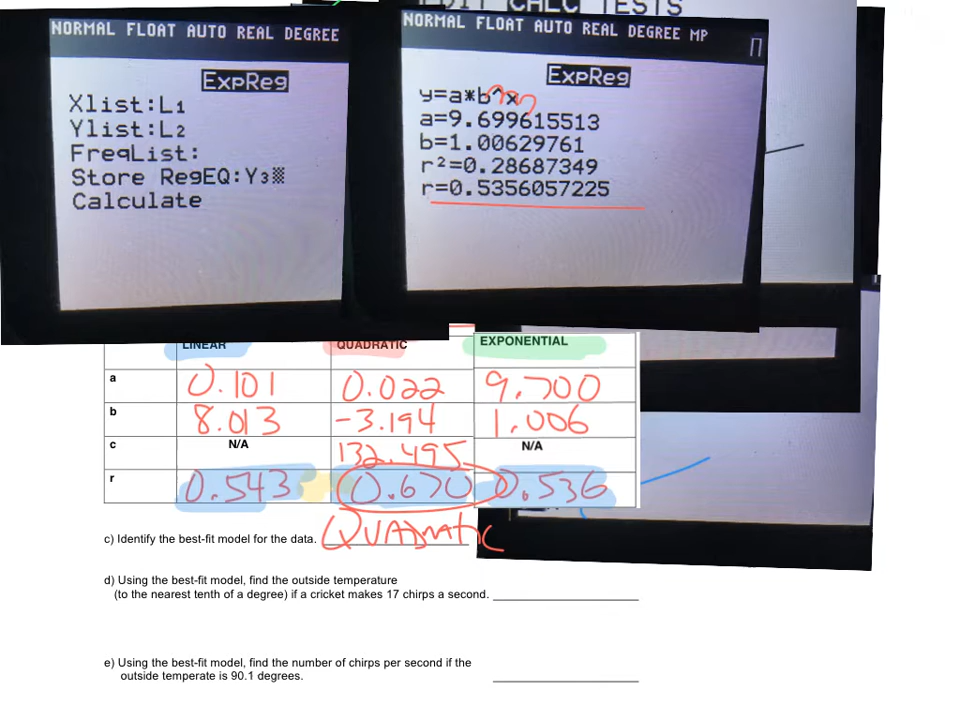 EDIT CALC TESTS
NORMAL FLOAT AUTO REAL DEGREE
ExpReg
Xlist:L1
Ylist:L2
FreqList:
Store RegEQ:Y3
Calculate
NORMAL FLOAT AUTO REAL DEGREE MP
ExpReg
y=a*b^x
a=9.699615513
b=1.00629761
r²=0.28687349
r=0.5356057225
LINEAR QUADRATIC EXPONENTIAL
a 0.101 0.022 9.700
b 8.013 -3.194 1.006
c N/A 132.495 N/A
r 0.543 0.670 0.536
c) Identify the best-fit model for the data. QUADRATIC
d) Using the best-fit model, find the outside temperature
(to the nearest tenth of a degree) if a cricket makes 17 chirps a second.
e) Using the best-fit model, find the number of chirps per second if the
outside temperate is 90.1 degrees.